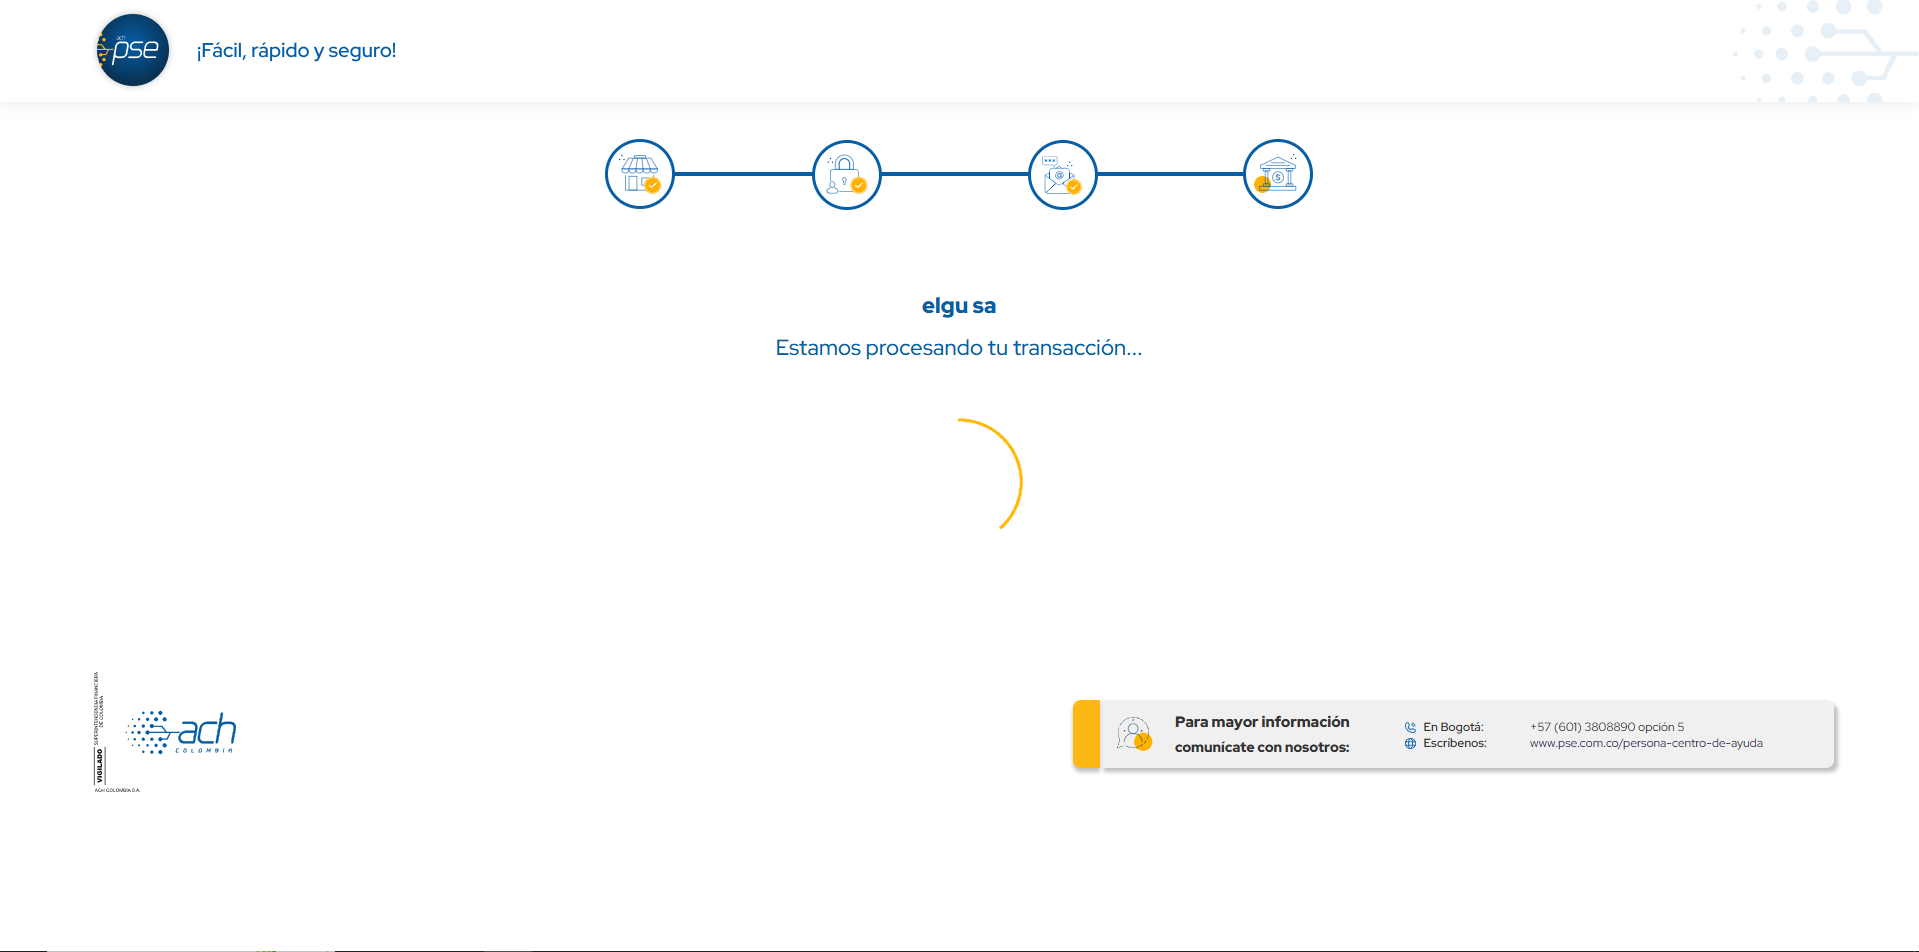 ach
pse
¡Fácil, rápido y seguro!
elgu sa
Estamos procesando tu transacción...
VIGILADO
SUPERINTENDENCIA FINANCIERA
DE COLOMBIA
ach
COLOMBIA
ACH COLOMBIA S.A.
Para mayor información
comunícate con nosotros:
En Bogotá: +57 (601) 3808890 opción 5
Escríbenos: www.pse.com.co/persona-centro-de-ayuda